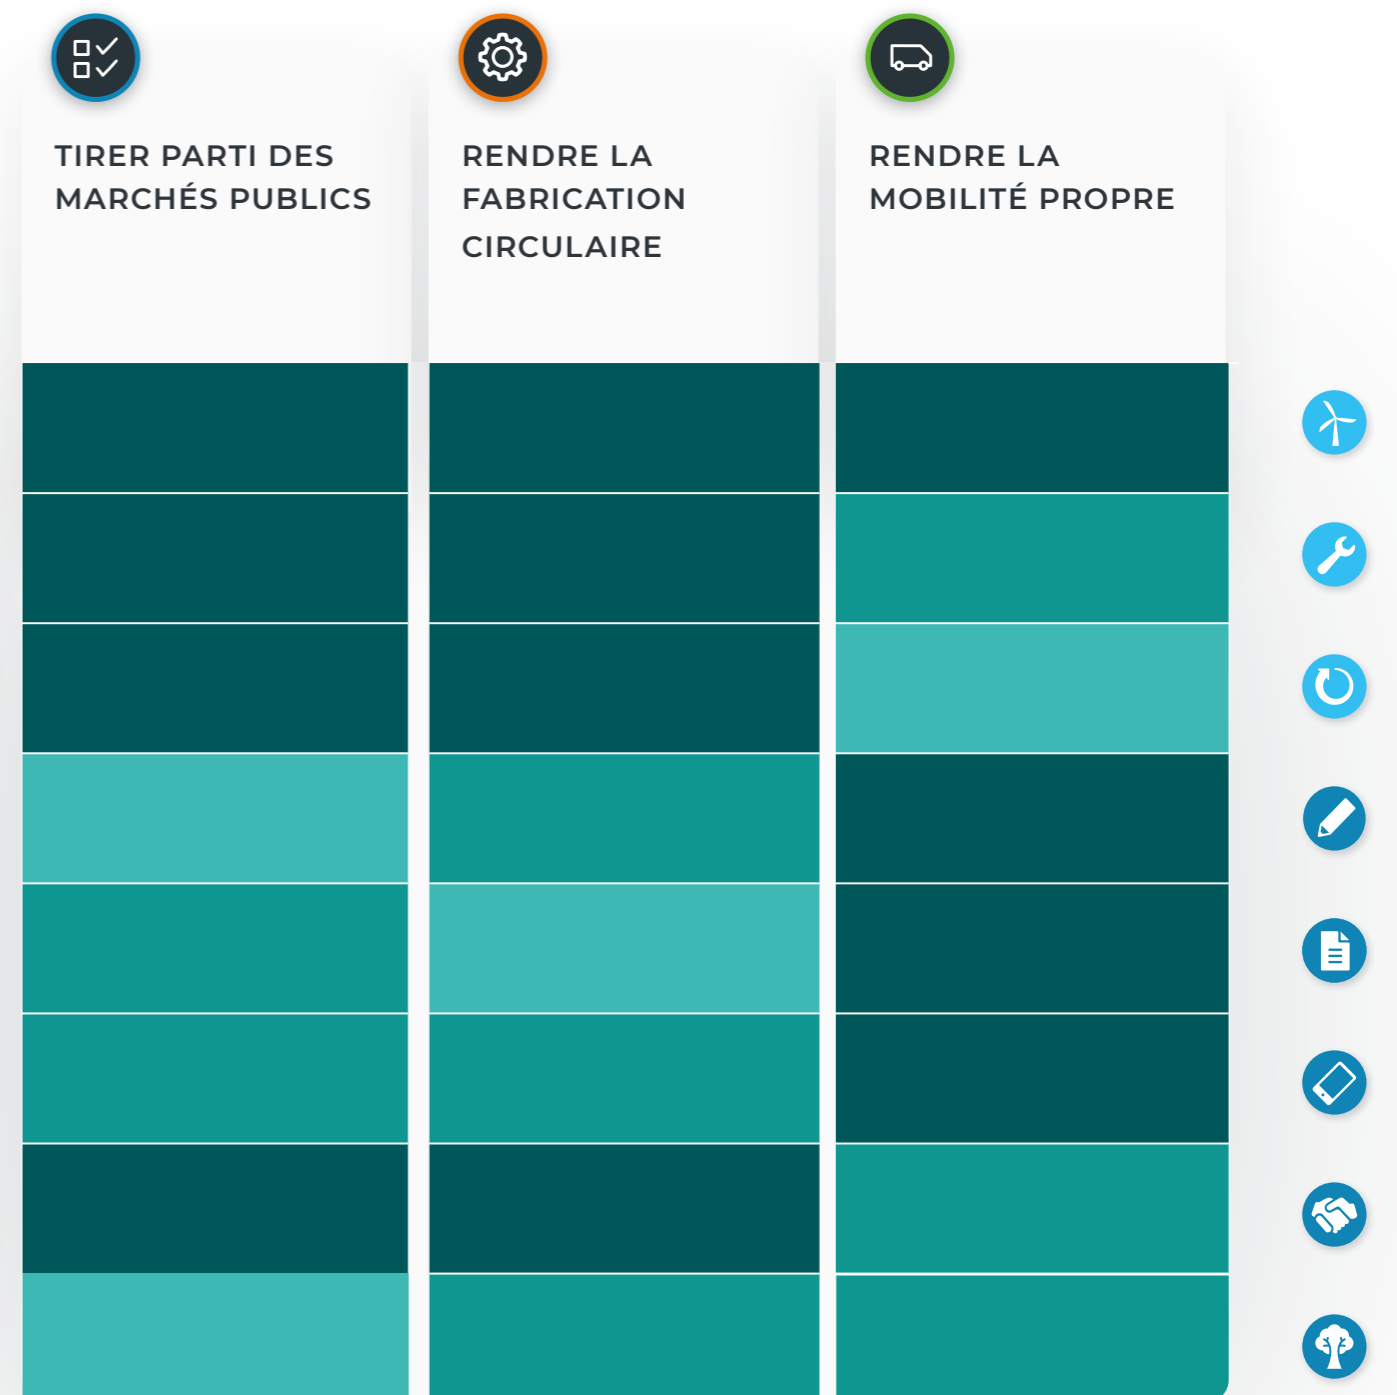 TIRER PARTI DES
MARCHÉS PUBLICS
RENDRE LA
FABRICATION
CIRCULAIRE
RENDRE LA
MOBILITÉ PROPRE